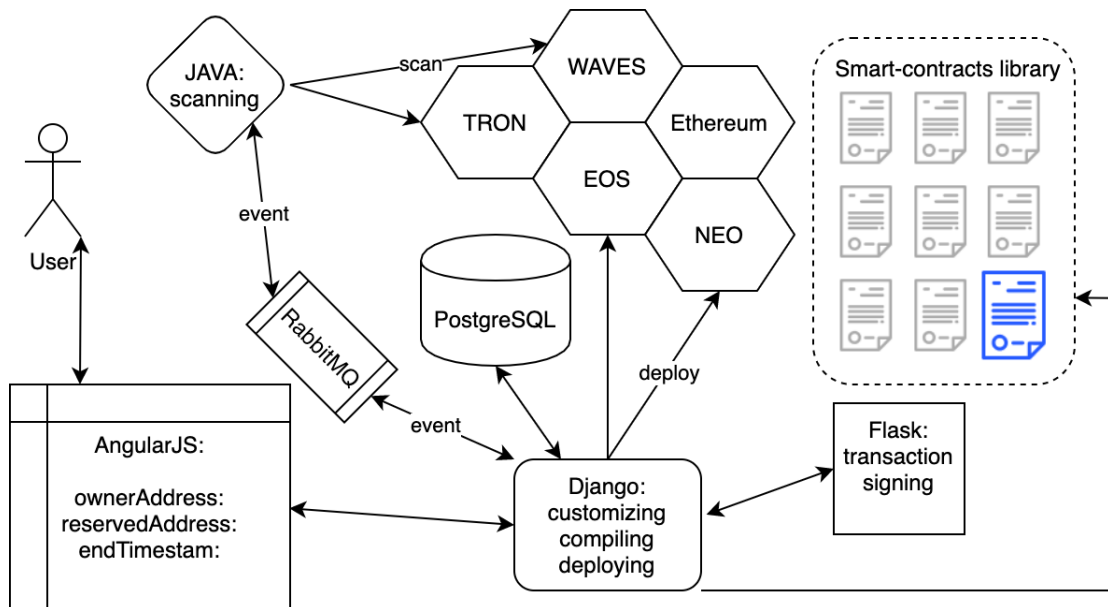 JAVA:
scanning
scan
WAVES
TRON
Ethereum
EOS
NEO
Smart-contracts library
User
event
RabbitMQ
PostgreSQL
deploy
event
AngularJS:
ownerAddress:
reservedAddress:
endTimestam:
Django:
customizing
compiling
deploying
Flask:
transaction
signing